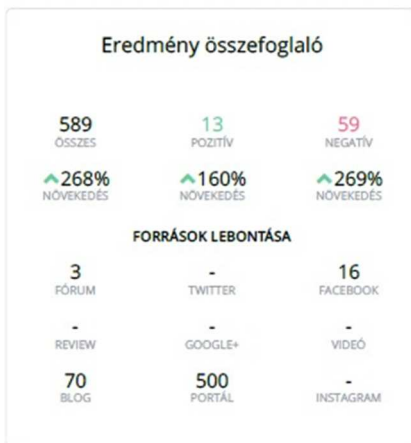 Eredmény összefoglaló
589 13 59
ÖSSZES POZITÍV NEGATÍV
268% 160% 269%
NÖVEKEDÉS NÖVEKEDÉS NÖVEKEDÉS
FORRÁSOK LEBONTÁSA
3 - 16
FÓRUM TWITTER FACEBOOK
- - -
REVIEW GOOGLE+ VIDEÓ
70 500 -
BLOG PORTÁL INSTAGRAM